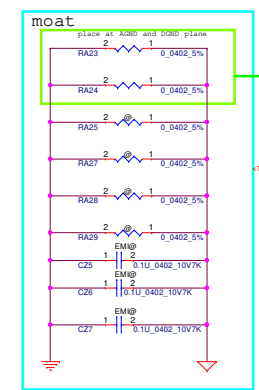 moat
place at AGND and DGND plane
2 1
RA23 0_0402_5%
2 1
RA24 0_0402_5%
2 @ 1
RA25 0_0402_5%
2 @ 1
RA27 0_0402_5%
2 @ 1
RA28 0_0402_5%
2 @ 1
RA29 0_0402_5%
EMI@
1 2
CZ5 0.1U_0402_10V7K
EMI@
1 2
CZ6 0.1U_0402_10V7K
EMI@
1 2
CZ7 0.1U_0402_10V7K